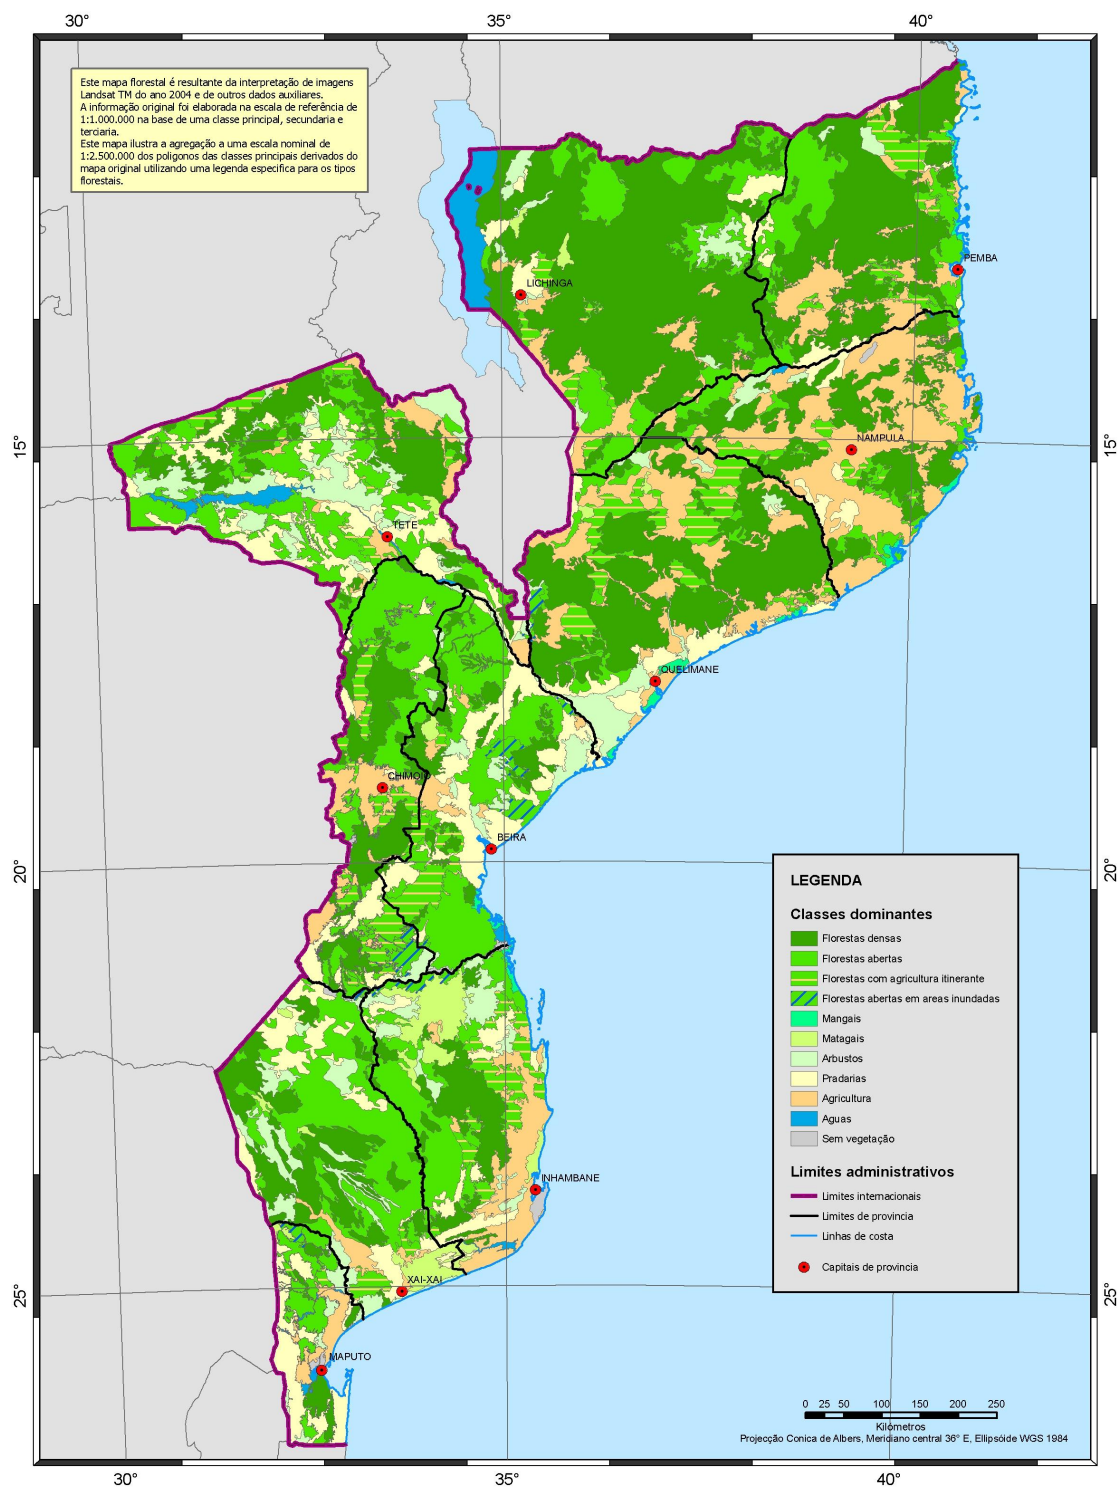 30°
35°
40°
Este mapa florestal é resultante da interpretação de imagens
Landsat TM do ano 2004 e de outros dados auxiliares.
A informação original foi elaborada na escala de referência de
1:1.000.000 na base de uma classe principal, secundaria e
terciaria.
Este mapa ilustra a agregação a uma escala nominal de
1:2.500.000 dos poligonos das classes principais derivados do
mapa original utilizando uma legenda especifica para os tipos
florestais.
PEMBA
LICHINGA
15°
15°
NAMPULA
TETE
QUELIMANE
CHIMOIO
BEIRA
20°
20°
LEGENDA
Classes dominantes
Florestas densas
Florestas abertas
Florestas com agricultura itinerante
Florestas abertas em areas inundadas
Mangais
Matagais
Arbustos
Pradarias
Agricultura
Aguas
Sem vegetação
Limites administrativos
Limites internacionais
Limites de provincia
Linhas de costa
Capitais de provincia
INHAMBANE
XAI-XAI
25°
25°
MAPUTO
0 25 50 100 150 200 250
Kilómetros
Projecção Conica de Albers, Meridiano central 36° E, Ellipsóide WGS 1984
30°
35°
40°